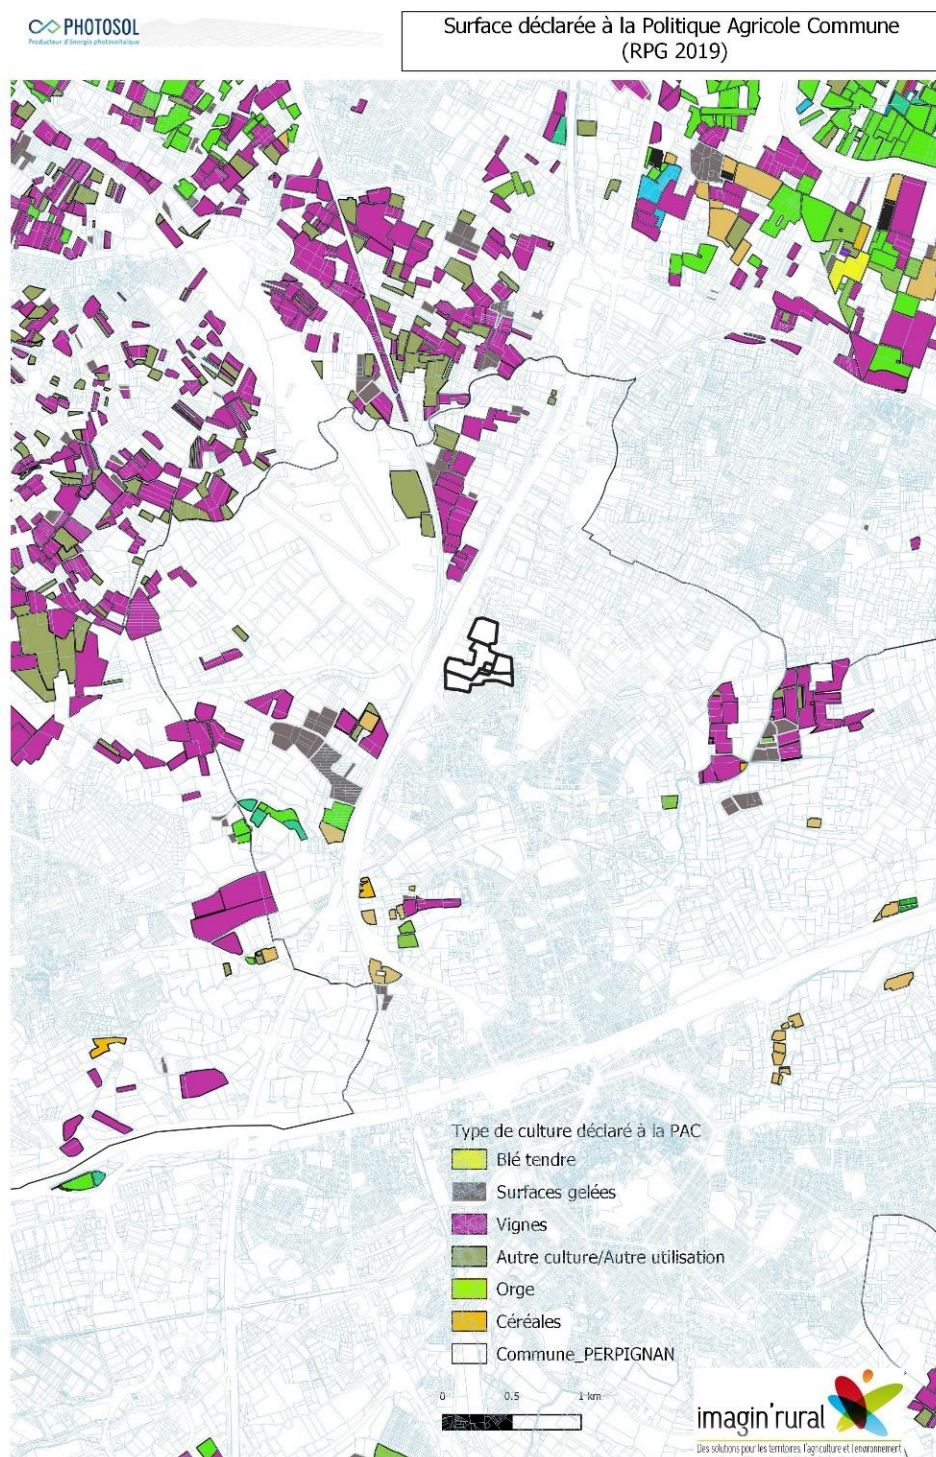 PHOTOSOL
Producteur d'énergie photovoltaïque
Surface déclarée à la Politique Agricole Commune
(RPG 2019)
Type de culture déclaré à la PAC
Blé tendre
Surfaces gelées
Vignes
Autre culture/Autre utilisation
Orge
Céréales
Commune_PERPIGNAN
0 0.5 1 km
imagin'rural
Des solutions pour les territoires, l'agriculture et l'environnement